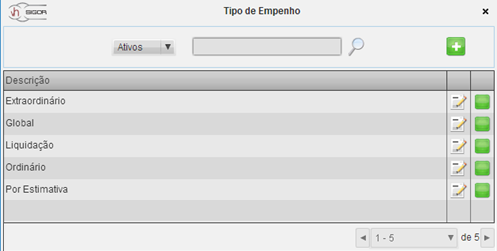 SIGOR
Tipo de Empenho
×
Ativos
Descrição
Extraordinário
Global
Liquidação
Ordinário
Por Estimativa
1 - 5 de 5